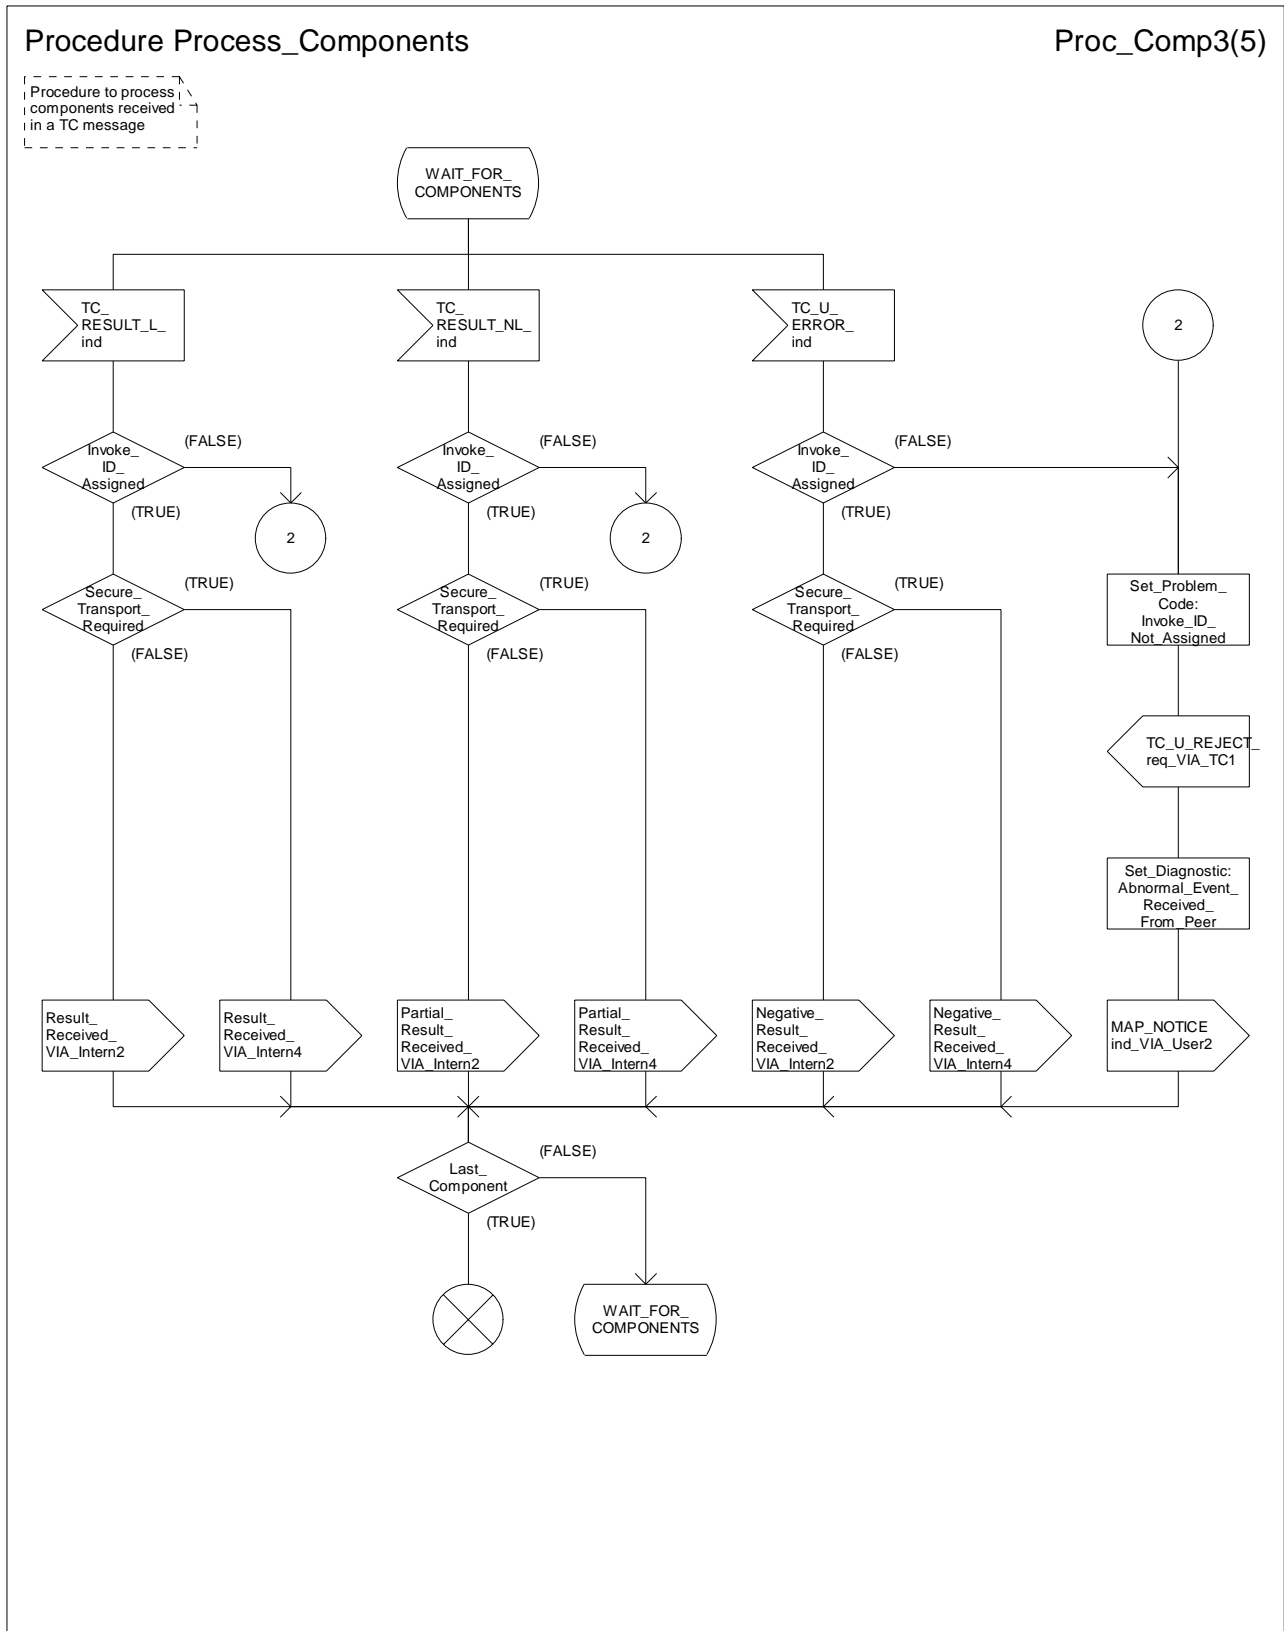 Procedure Process_Components
Proc_Comp3(5)
Procedure to process
components received
in a TC message
WAIT_FOR_
COMPONENTS
TC_
RESULT_L_
ind
TC_
RESULT_NL_
ind
TC_U_
ERROR_
ind
2
Invoke_
ID_
Assigned
(FALSE)
(TRUE)
2
Invoke_
ID_
Assigned
(FALSE)
(TRUE)
2
Invoke_
ID_
Assigned
(FALSE)
(TRUE)
Secure_
Transport_
Required
(TRUE)
(FALSE)
Secure_
Transport_
Required
(TRUE)
(FALSE)
Secure_
Transport_
Required
(TRUE)
(FALSE)
Set_Problem_
Code:
Invoke_ID_
Not_Assigned
TC_U_REJECT_
req_VIA_TC1
Set_Diagnostic:
Abnormal_Event_
Received_
From_Peer
Result_
Received_
VIA_Intern2
Result_
Received_
VIA_Intern4
Partial_
Result_
Received_
VIA_Intern2
Partial_
Result_
Received_
VIA_Intern4
Negative_
Result_
Received_
VIA_Intern2
Negative_
Result_
Received_
VIA_Intern4
MAP_NOTICE
ind_VIA_User2
Last_
Component
(FALSE)
(TRUE)
WAIT_FOR_
COMPONENTS